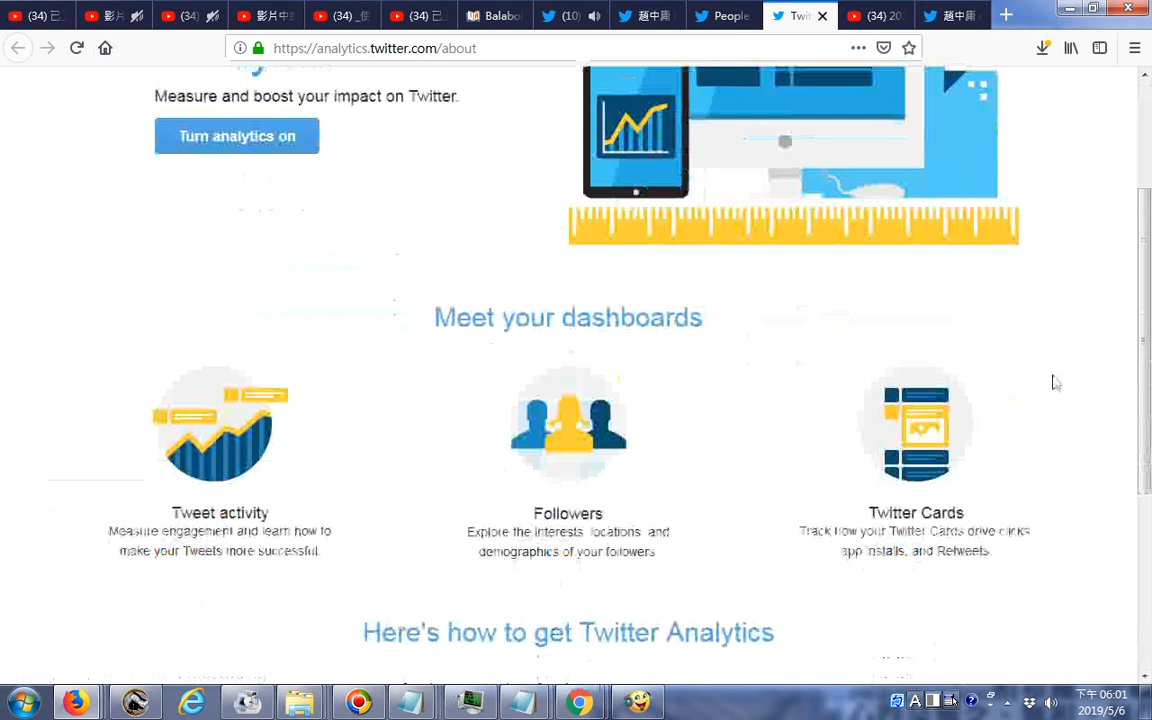 (34) 已
影片
(34)
影片中
(34)
(34) 已
Balabo
(10)
趙中庸
People
Twit
(34) 20
趙中庸
https://analytics.twitter.com/about
Measure and boost your impact on Twitter.
Turn analytics on
Meet your dashboards
Tweet activity
Measure engagement and learn how to
make your Tweets more successful.
Followers
Explore the interests, locations, and
demographics of your followers
Twitter Cards
Track how your Twitter Cards drive clicks,
app installs, and Retweets.
Here's how to get Twitter Analytics
下午 06:01
2019/5/6